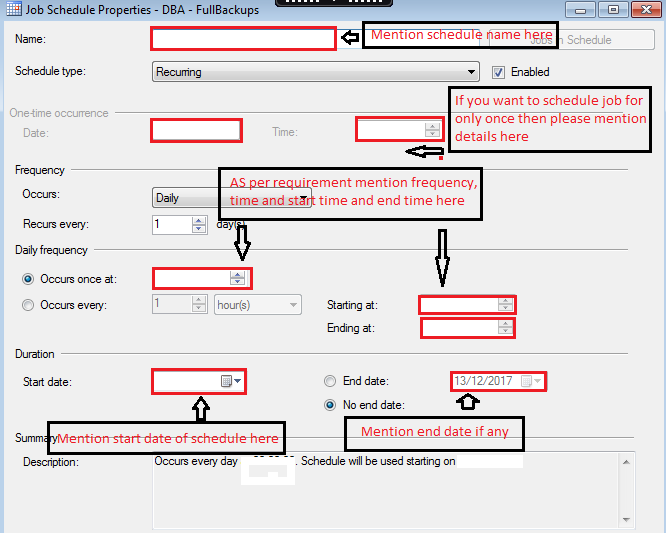 Job Schedule Properties - DBA - FullBackups
Name:
Mention schedule name here
Jobs in Schedule
Schedule type:
Recurring
Enabled
If you want to schedule job for
only once then please mention
details here
One-time occurrence
Date:
Time:
Frequency
AS per requirement mention frequency,
time and start time and end time here
Occurs:
Daily
Recurs every:
1
day(s)
Daily frequency
Occurs once at:
Occurs every:
1
hour(s)
Starting at:
Ending at:
Duration
Start date:
End date:
13/12/2017
No end date:
Mention start date of schedule here
Mention end date if any
Summary
Description:
Occurs every day
. Schedule will be used starting on